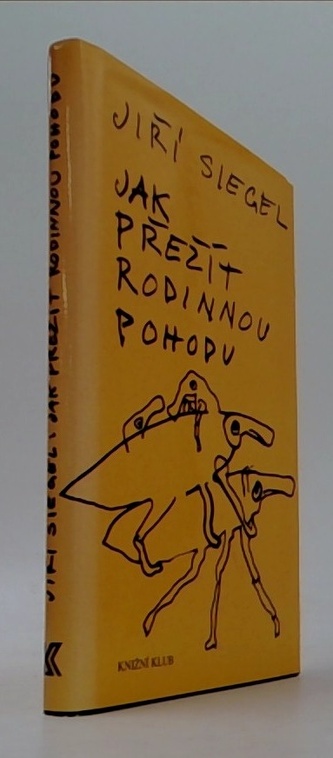 JIŘÍ SIEGEL
JAK
PŘEŽÍT
RODINNOU
POHODU
KNIŽNÍ KLUB
JIŘÍ SIEGEL: JAK PŘEŽÍT RODINNOU POHODU